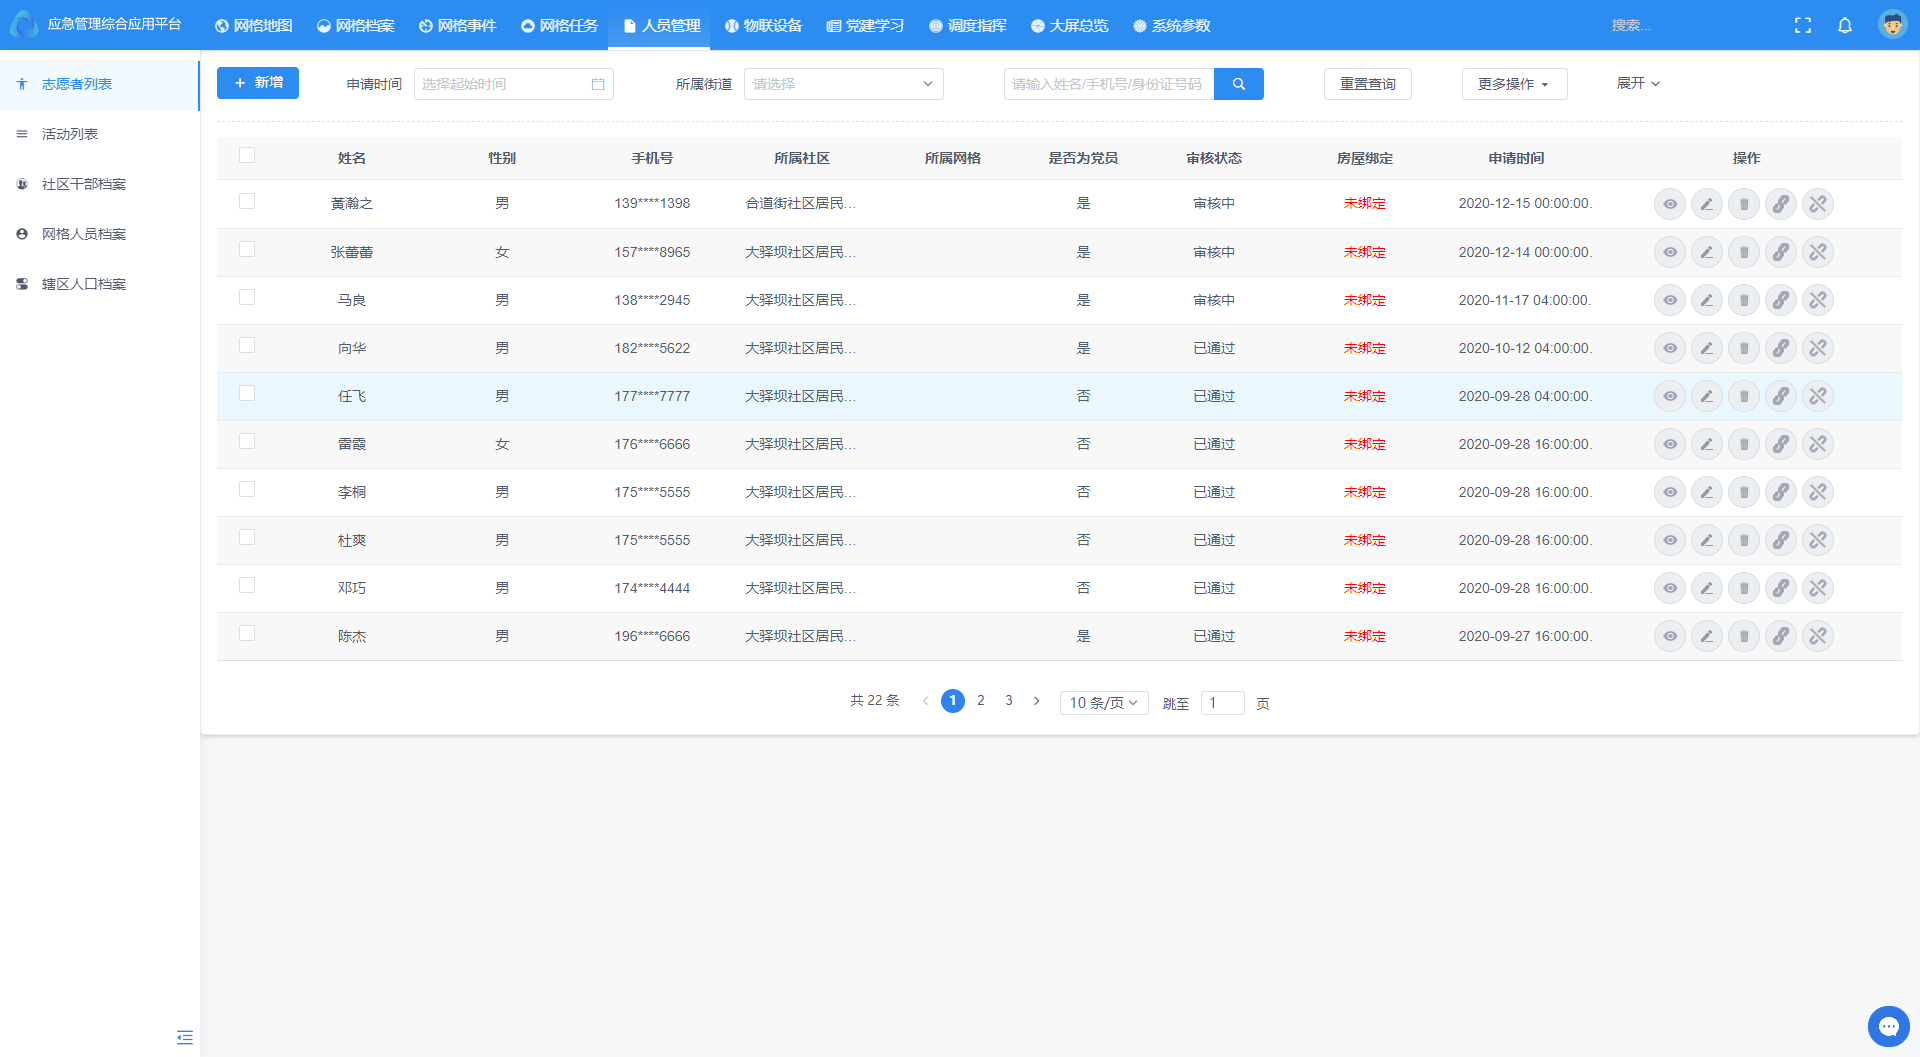 应急管理综合应用平台 网格地图 网格档案 网格事件 网格任务 人员管理 物联设备 党建学习 调度指挥 大屏总览 系统参数 搜索...
志愿者列表
活动列表
社区干部档案
网格人员档案
辖区人口档案
+ 新增 申请时间 选择起始时间 所属街道 请选择 请输入姓名/手机号/身份证号码 重置查询 更多操作 展开
姓名 性别 手机号 所属社区 所属网格 是否为党员 审核状态 房屋绑定 申请时间 操作
黄瀚之 男 139****1398 合道街社区居民... 是 审核中 未绑定 2020-12-15 00:00:00.
张蕾蕾 女 157****8965 大驿坝社区居民... 是 审核中 未绑定 2020-12-14 00:00:00.
马良 男 138****2945 大驿坝社区居民... 是 审核中 未绑定 2020-11-17 04:00:00.
向华 男 182****5622 大驿坝社区居民... 是 已通过 未绑定 2020-10-12 04:00:00.
任飞 男 177****7777 大驿坝社区居民... 否 已通过 未绑定 2020-09-28 04:00:00.
雷霞 女 176****6666 大驿坝社区居民... 否 已通过 未绑定 2020-09-28 16:00:00.
李桐 男 175****5555 大驿坝社区居民... 否 已通过 未绑定 2020-09-28 16:00:00.
杜爽 男 175****5555 大驿坝社区居民... 否 已通过 未绑定 2020-09-28 16:00:00.
邓巧 男 174****4444 大驿坝社区居民... 否 已通过 未绑定 2020-09-28 16:00:00.
陈杰 男 196****6666 大驿坝社区居民... 是 已通过 未绑定 2020-09-27 16:00:00.
共 22 条 1 2 3 10 条/页 跳至 1 页